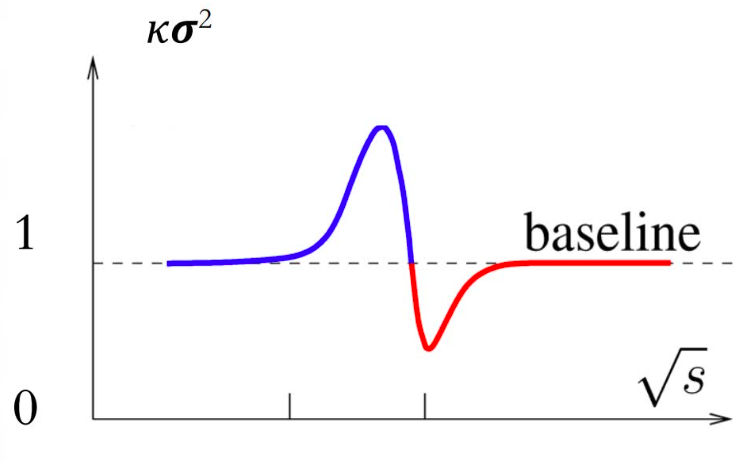 κσ²
1
baseline
√s
0